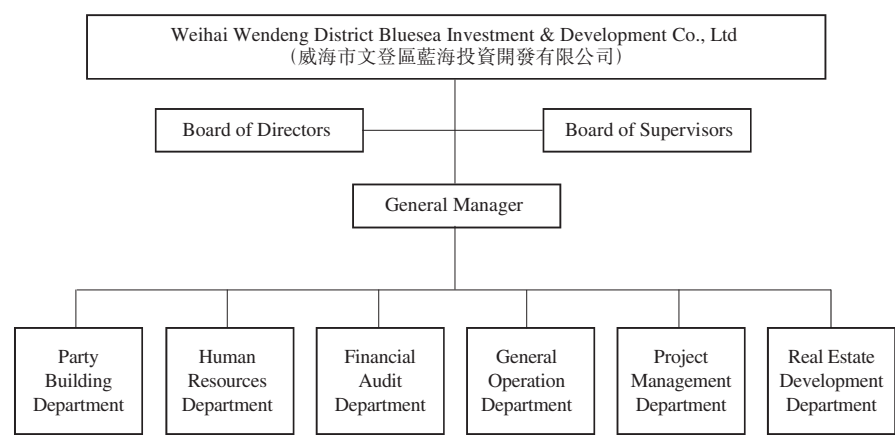 Weihai Wendeng District Bluesea Investment & Development Co., Ltd
(威海市文登區藍海投資開發有限公司)
Board of Directors
Board of Supervisors
General Manager
Party
Building
Department
Human
Resources
Department
Financial
Audit
Department
General
Operation
Department
Project
Management
Department
Real Estate
Development
Department